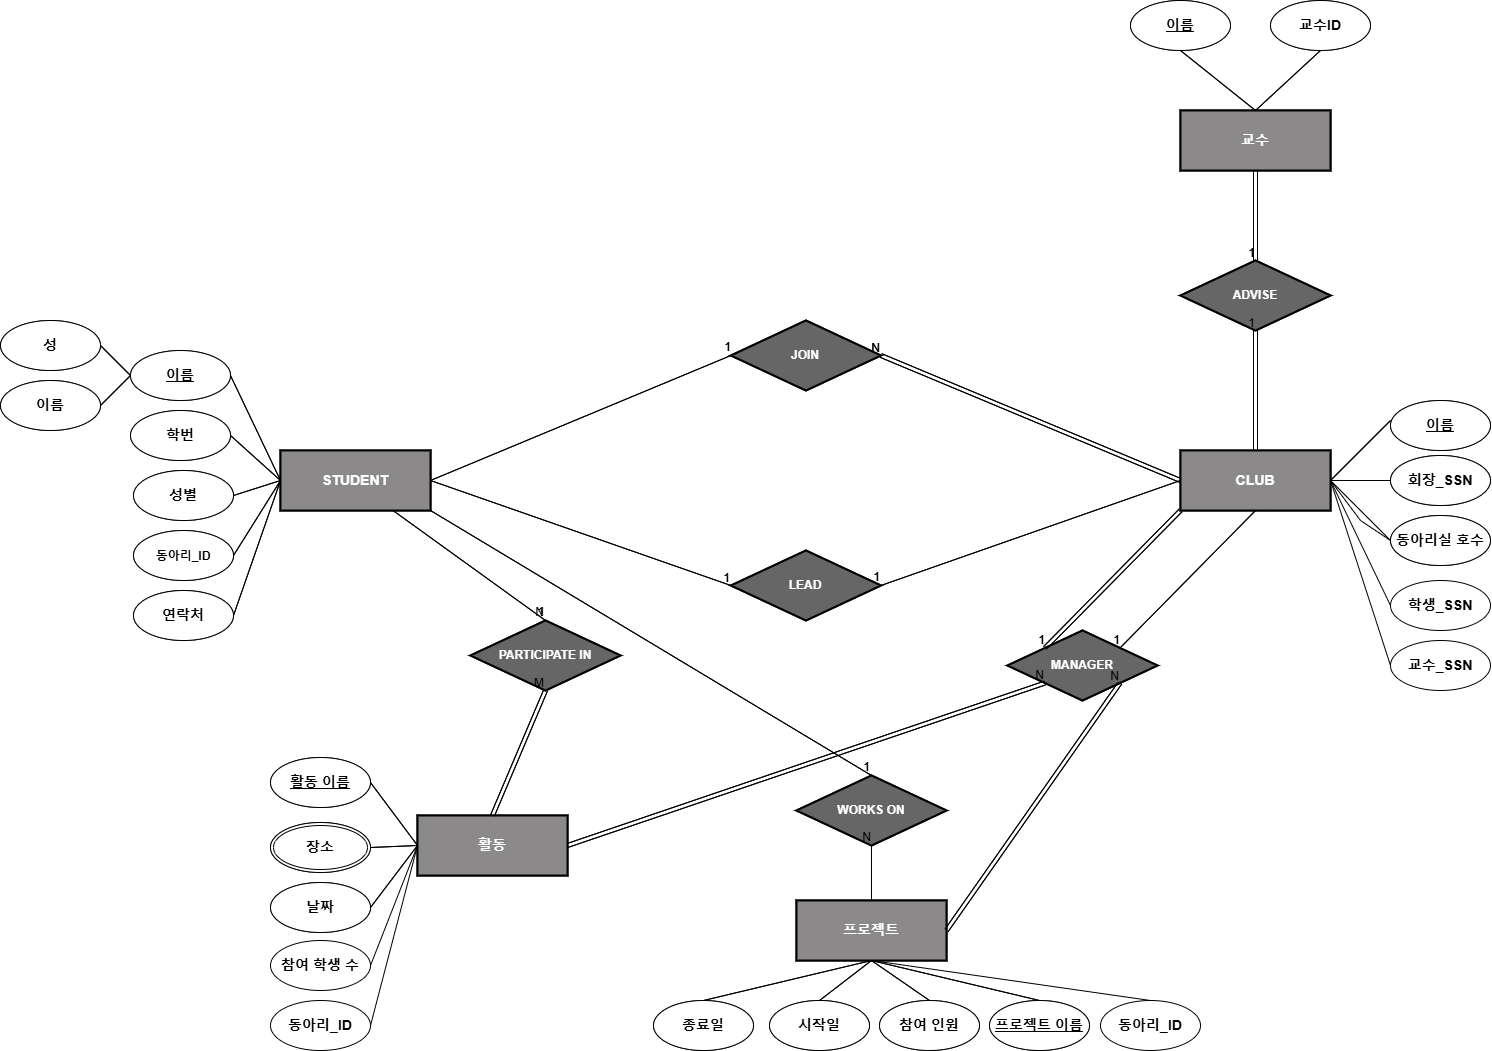 이름
교수ID
교수
1
ADVISE
1
성
이름
이름
학번
성별
동아리_ID
연락처
STUDENT
1
JOIN
N
CLUB
이름
회장_SSN
동아리실 호수
학생_SSN
교수_SSN
1
LEAD
1
N
PARTICIPATE IN
M
1
1
MANAGER
N
N
활동 이름
장소
날짜
참여 학생 수
동아리_ID
활동
1
WORKS ON
N
프로젝트
종료일
시작일
참여 인원
프로젝트 이름
동아리_ID